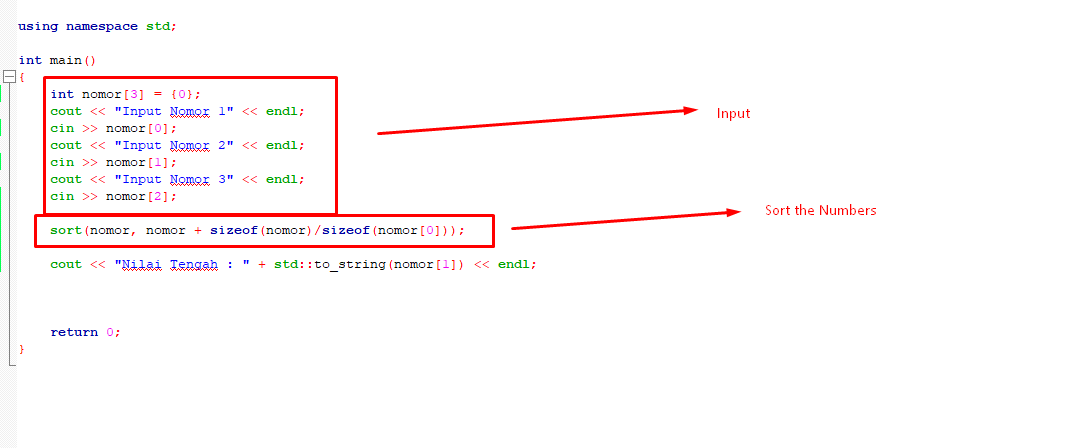 using namespace std;
int main()
{
int nomor[3] = {0};
cout << "Input Nomor 1" << endl;
cin >> nomor[0];
cout << "Input Nomor 2" << endl;
cin >> nomor[1];
cout << "Input Nomor 3" << endl;
cin >> nomor[2];
Input
sort(nomor, nomor + sizeof(nomor)/sizeof(nomor[0]));
Sort the Numbers
cout << "Nilai Tengah : " + std::to_string(nomor[1]) << endl;
return 0;
}